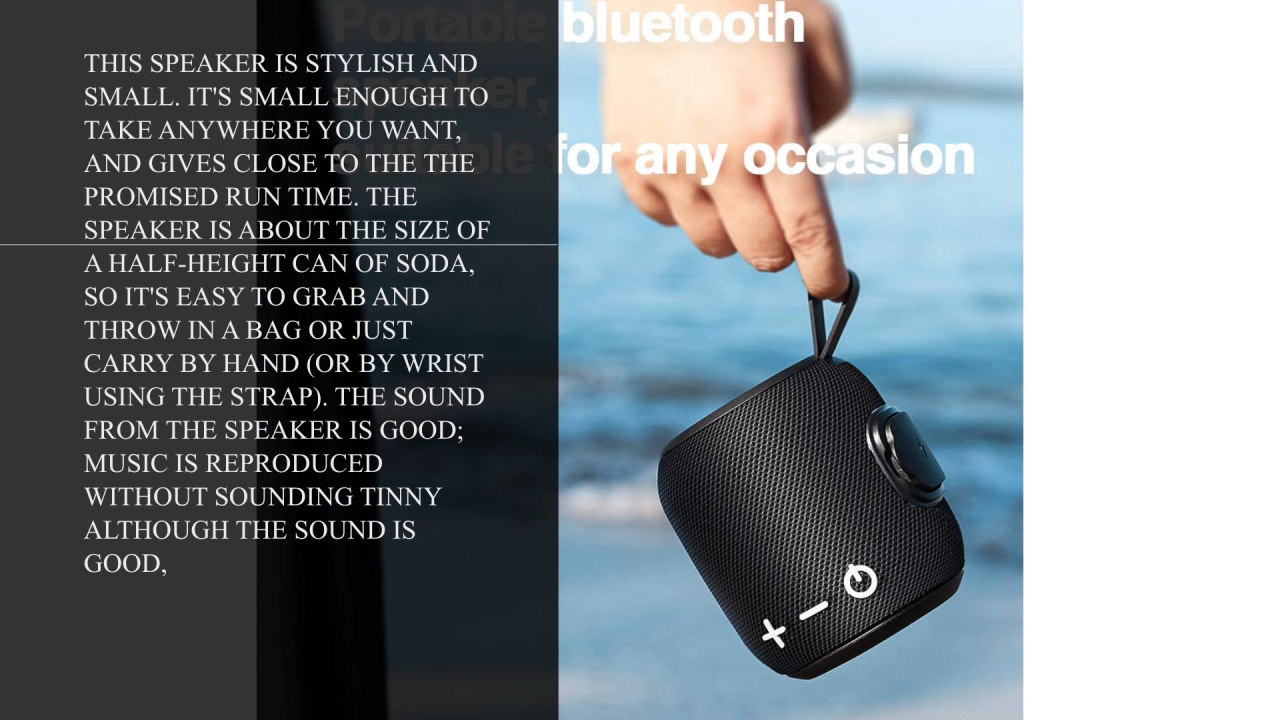 Portable bluetooth
speaker,
suitable for any occasion
THIS SPEAKER IS STYLISH AND
SMALL. IT'S SMALL ENOUGH TO
TAKE ANYWHERE YOU WANT,
AND GIVES CLOSE TO THE THE
PROMISED RUN TIME. THE
SPEAKER IS ABOUT THE SIZE OF
A HALF-HEIGHT CAN OF SODA,
SO IT'S EASY TO GRAB AND
THROW IN A BAG OR JUST
CARRY BY HAND (OR BY WRIST
USING THE STRAP). THE SOUND
FROM THE SPEAKER IS GOOD;
MUSIC IS REPRODUCED
WITHOUT SOUNDING TINNY
ALTHOUGH THE SOUND IS
GOOD,